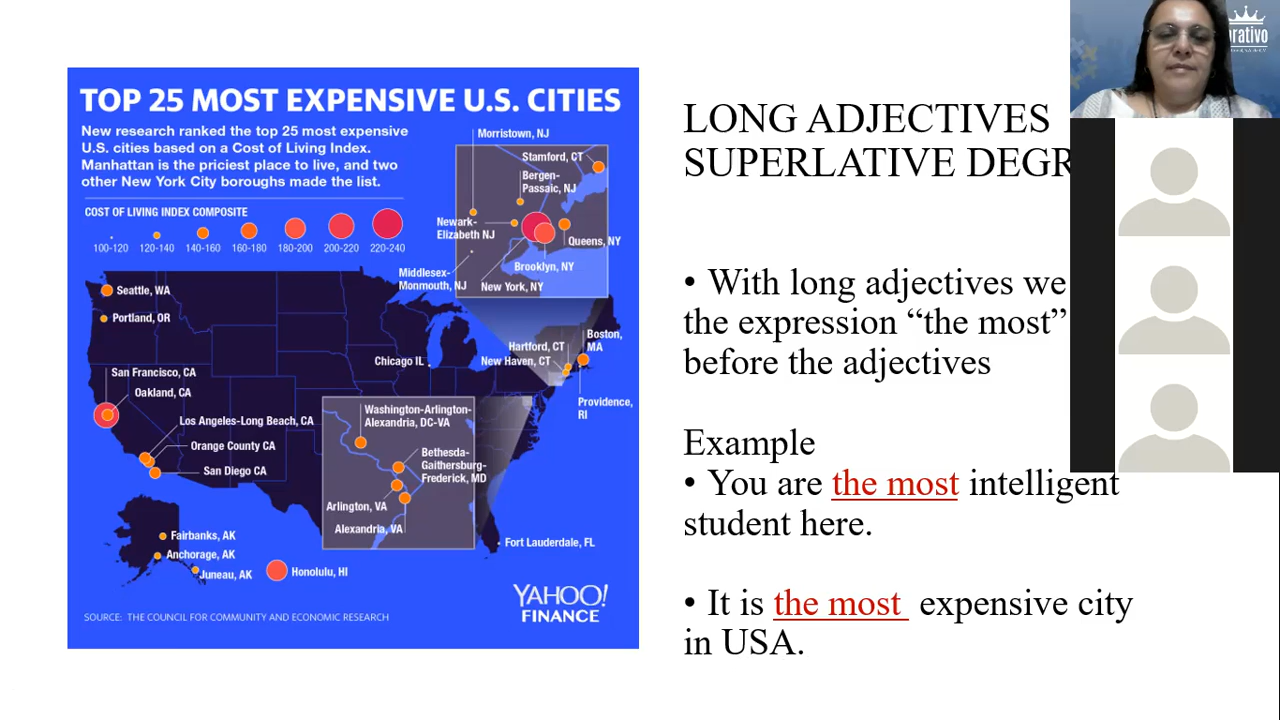 TOP 25 MOST EXPENSIVE U.S. CITIES
New research ranked the top 25 most expensive
U.S. cities based on a Cost of Living Index.
Manhattan is the priciest place to live, and two
other New York City boroughs made the list.
COST OF LIVING INDEX COMPOSITE
100-120 120-140 140-160 160-180 180-200 200-220 220-240
Morristown, NJ
Stamford, CT
Bergen-
Passaic, NJ
Newark-
Elizabeth NJ
Queens, NY
Brooklyn, NY
Middlesex-
Monmouth, NJ
New York, NY
Seattle, WA
Portland, OR
San Francisco, CA
Oakland, CA
Los Angeles-Long Beach, CA
Orange County CA
San Diego CA
Chicago IL
Boston,
MA
Hartford, CT
New Haven, CT
Providence,
RI
Washington-Arlington-
Alexandria, DC-VA
Bethesda-
Gaithersburg-
Frederick, MD
Arlington, VA
Alexandria, VA
Fort Lauderdale, FL
Fairbanks, AK
Anchorage, AK
Juneau, AK
Honolulu, HI
YAHOO!
FINANCE
SOURCE: THE COUNCIL FOR COMMUNITY AND ECONOMIC RESEARCH
LONG ADJECTIVES
SUPERLATIVE DEGR
• With long adjectives we
the expression “the most”
before the adjectives
Example
• You are the most intelligent
student here.
• It is the most expensive city
in USA.
rativo